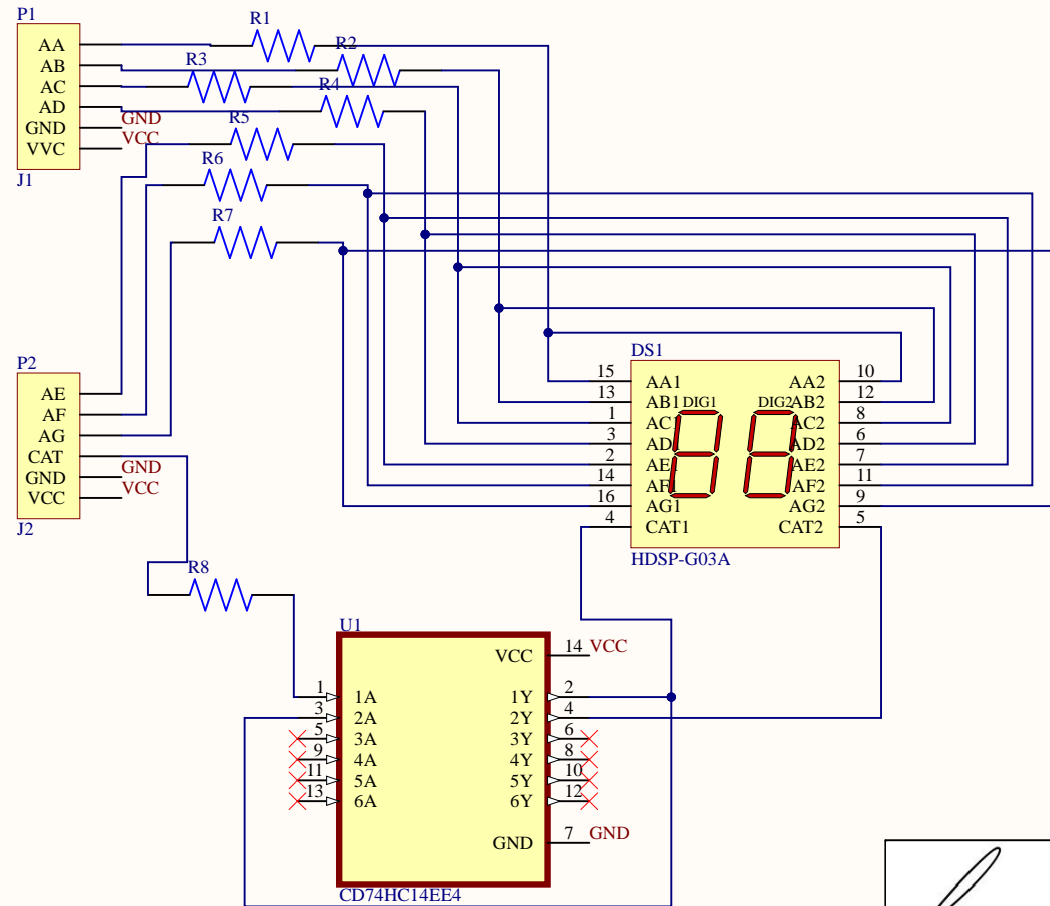 P1
AA
AB
AC
AD
GND
VVC
GND
VCC
J1
R1
R2
R3
R4
R5
R6
R7
P2
AE
AF
AG
CAT
GND
VCC
GND
VCC
J2
R8
DS1
15 AA1 AA2 10
13 AB1 DIG1 DIG2 AB2 12
1 AC1 AC2 8
3 AD1 AD2 6
2 AE1 AE2 7
14 AF1 AF2 11
16 AG1 AG2 9
4 CAT1 CAT2 5
HDSP-G03A
U1
VCC 14 VCC
1 1A 1Y 2
3 2A 2Y 4
5 3A 3Y 6
9 4A 4Y 8
11 5A 5Y 10
13 6A 6Y 12
GND 7 GND
CD74HC14EE4